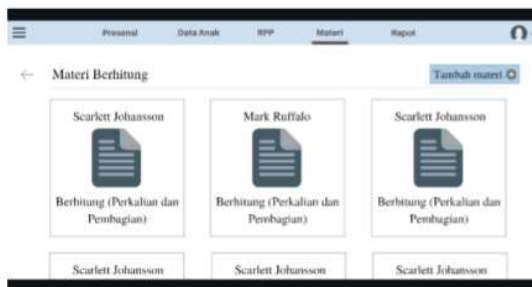 Presensi Data Anak RPP Materi Rapot
Materi Berhitung
Tambah materi
Scarlett Johansson
Mark Ruffalo
Scarlett Johansson
Berhitung (Perkalian dan
Pembagian)
Berhitung (Perkalian dan
Pembagian)
Berhitung (Perkalian dan
Pembagian)
Scarlett Johansson
Scarlett Johansson
Scarlett Johansson